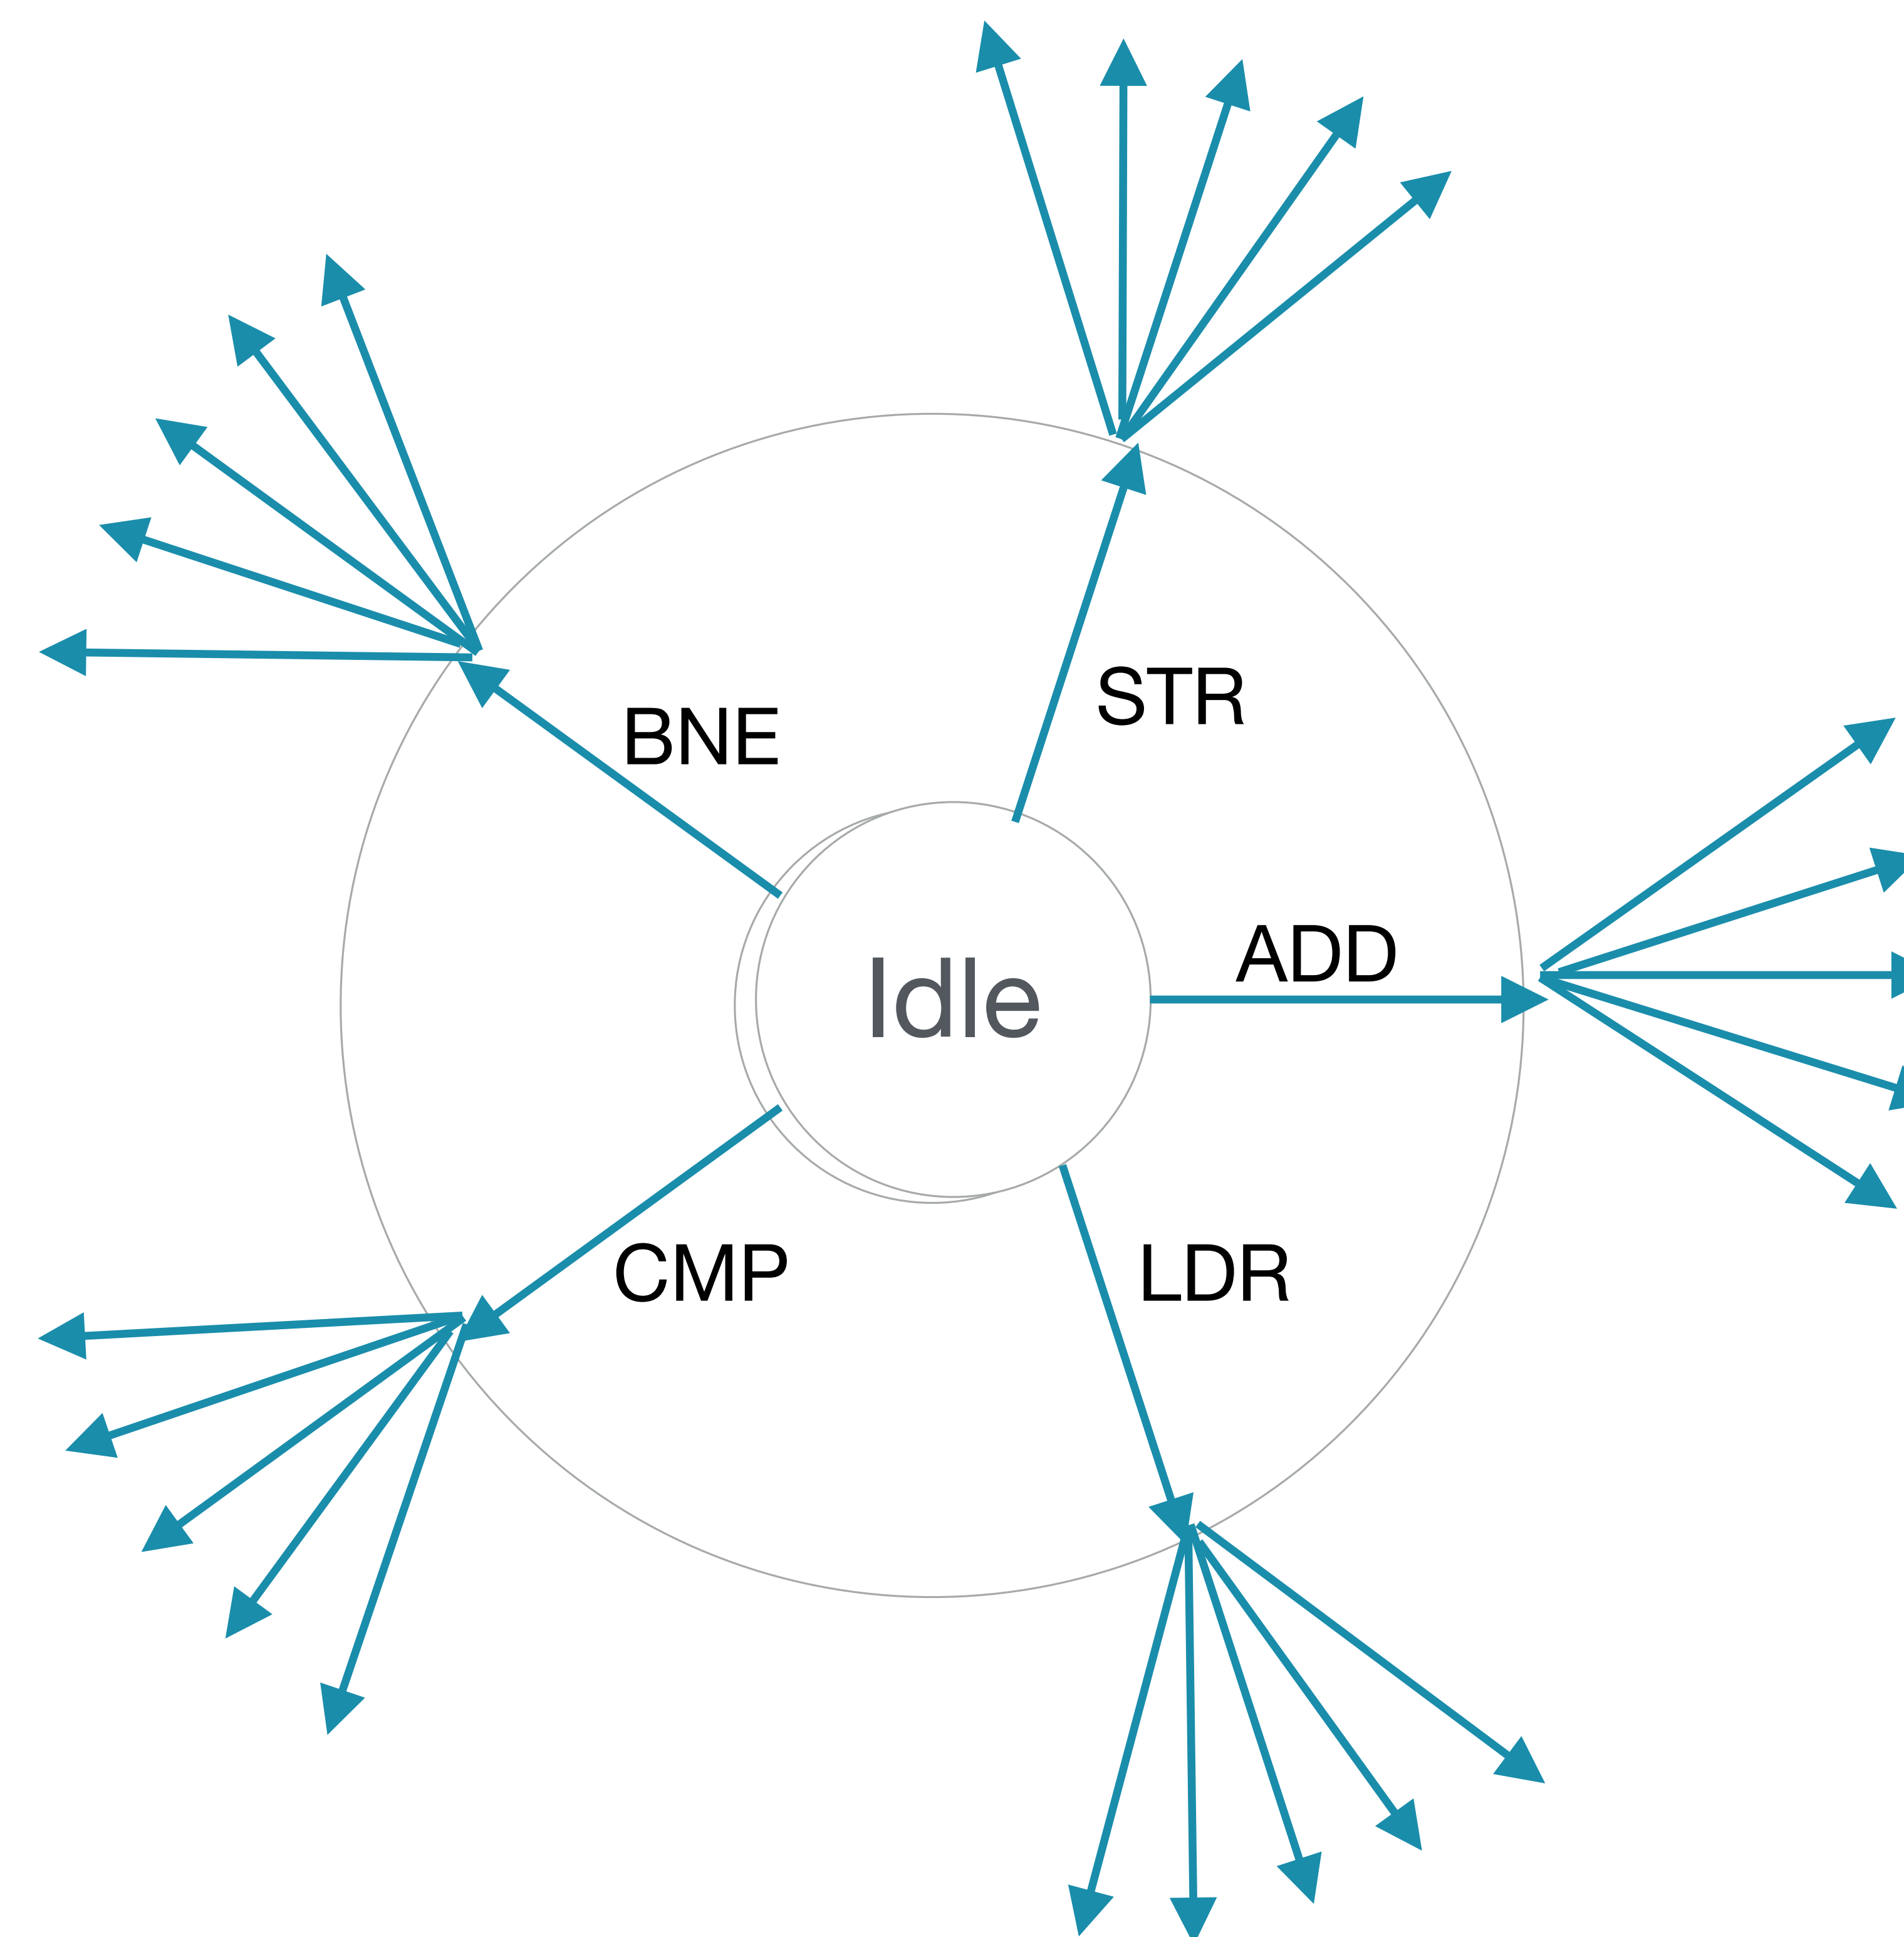 STR
BNE
ADD
Idle
CMP
LDR